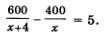 600/(x+4) − 400/x = 5.